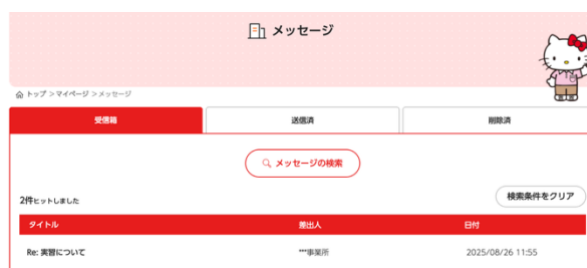 メッセージ
トップ > マイページ > メッセージ
受信箱
送信済
削除済
メッセージの検索
2件ヒットしました
検索条件をクリア
タイトル
差出人
日付
Re: 実習について
***事業所
2025/08/26 11:55